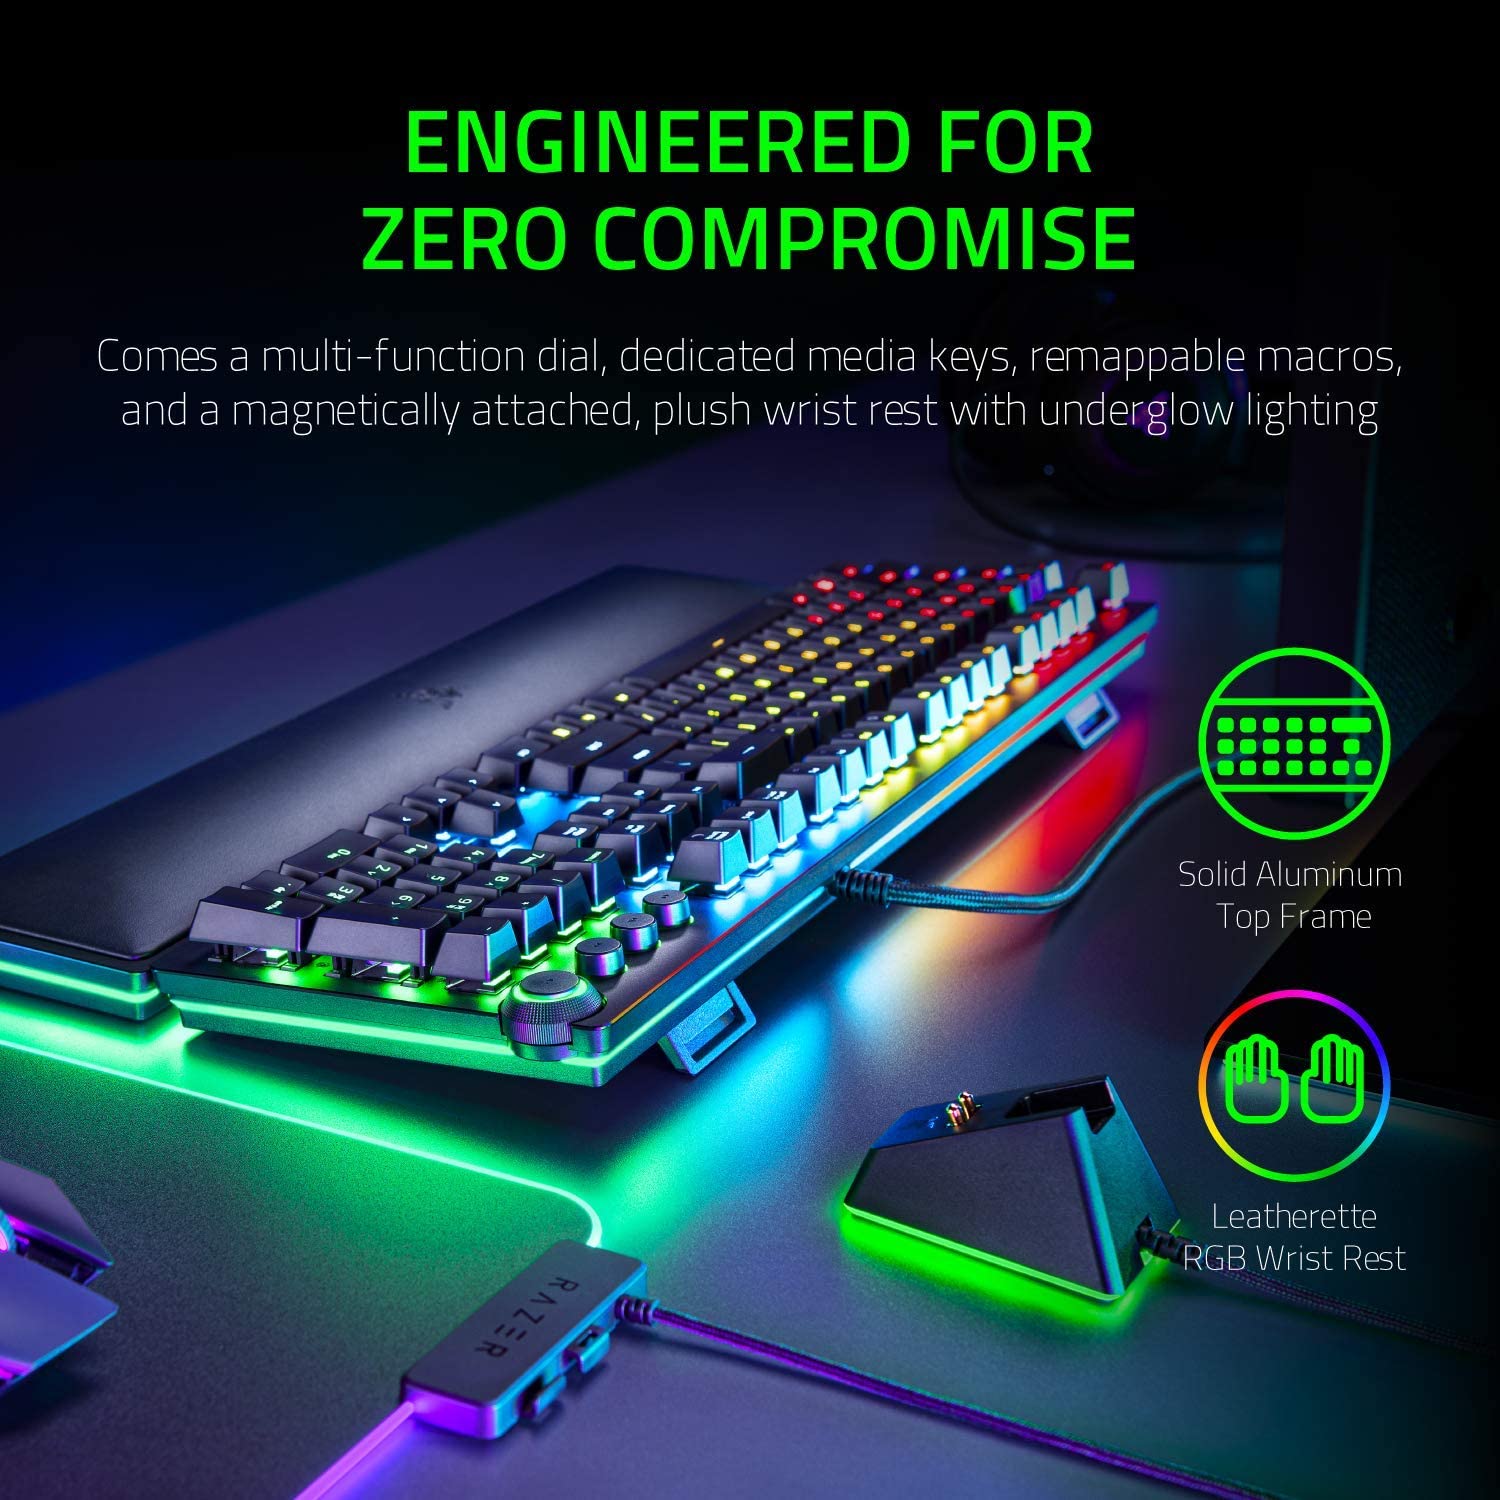 ENGINEERED FOR
ZERO COMPROMISE
Comes a multi-function dial, dedicated media keys, remappable macros,
and a magnetically attached, plush wrist rest with underglow lighting
Solid Aluminum
Top Frame
Leatherette
RGB Wrist Rest
RAZER